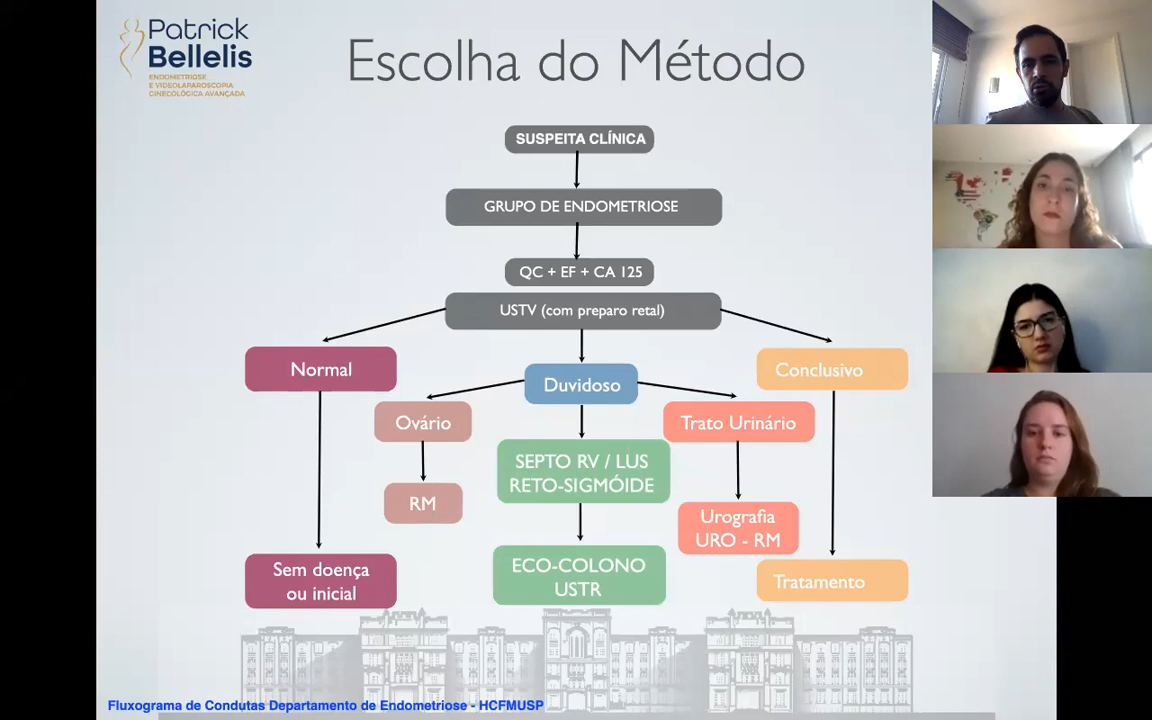 Patrick
Bellelis
ENDOMETRIOSE
E VIDEOLAPAROSCOPIA
GINECOLÓGICA AVANÇADA
Escolha do Método
SUSPEITA CLÍNICA
GRUPO DE ENDOMETRIOSE
QC + EF + CA 125
USTV (com preparo retal)
Normal
Duvidoso
Conclusivo
Ovário
Trato Urinário
SEPTO RV / LUS
RETO-SIGMÓIDE
RM
Urografia
URO - RM
Sem doença
ou inicial
ECO-COLONO
USTR
Tratamento
Fluxograma de Condutas Departamento de Endometriose - HCFMUSP